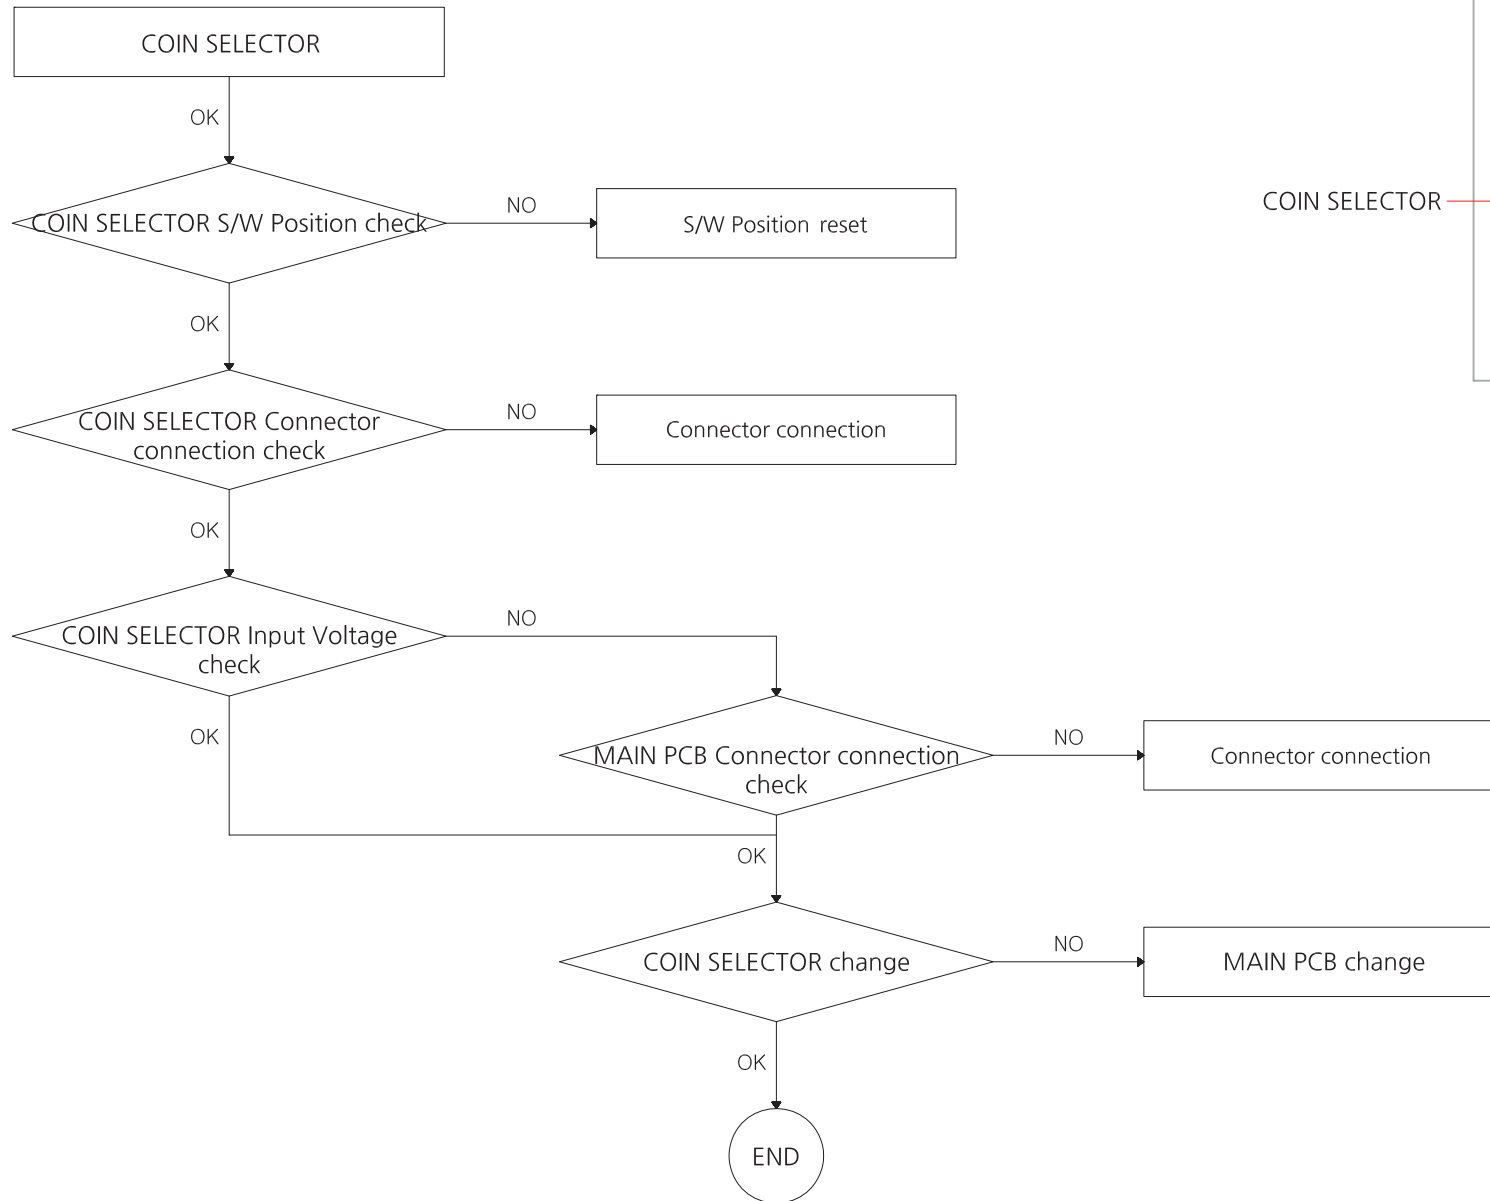 COIN SELECTOR
OK
COIN SELECTOR S/W Position check
NO
S/W Position reset
COIN SELECTOR
OK
COIN SELECTOR Connector
connection check
NO
Connector connection
OK
COIN SELECTOR Input Voltage
check
NO
OK
MAIN PCB Connector connection
check
NO
Connector connection
OK
COIN SELECTOR change
NO
MAIN PCB change
OK
END